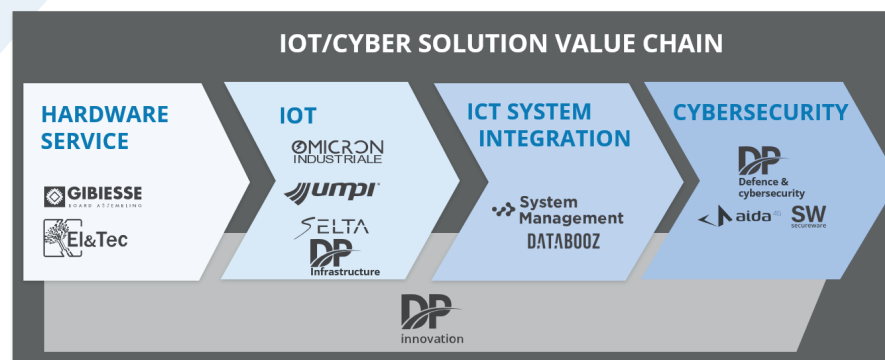 IOT/CYBER SOLUTION VALUE CHAIN
HARDWARE
SERVICE
GIBIESSE
BOARD ASSEMBLING
El&Tec
IOT
OMICRON
INDUSTRIALE
umpi
SELTA
DP
Infrastructure
ICT SYSTEM
INTEGRATION
System
Management
DATABOOZ
CYBERSECURITY
DP
Defence &
cybersecurity
aida 4G
SW
secureware
DP
innovation